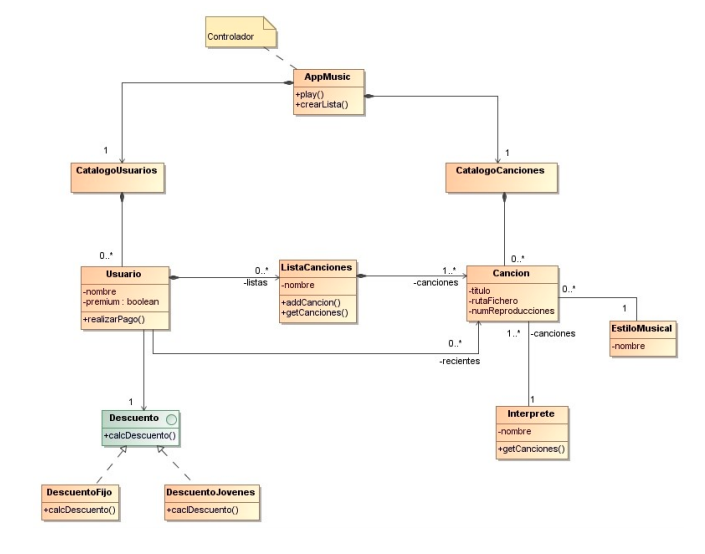 Controlador
AppMusic
+play()
+crearLista()
1
1
CatalogoUsuarios
CatalogoCanciones
0..*
0..*
Usuario
-nombre
-premium : boolean
+realizarPago()
0..*
-listas
ListaCanciones
-nombre
+addCancion()
+getCanciones()
1..*
-canciones
Cancion
-titulo
-rutaFichero
-numReproducciones
0..*
1
EstiloMusical
-nombre
0..*
-recientes
1..*
-canciones
1
Interprete
-nombre
+getCanciones()
1
Descuento
+calcDescuento()
DescuentoFijo
+calcDescuento()
DescuentoJovenes
+caclDescuento()